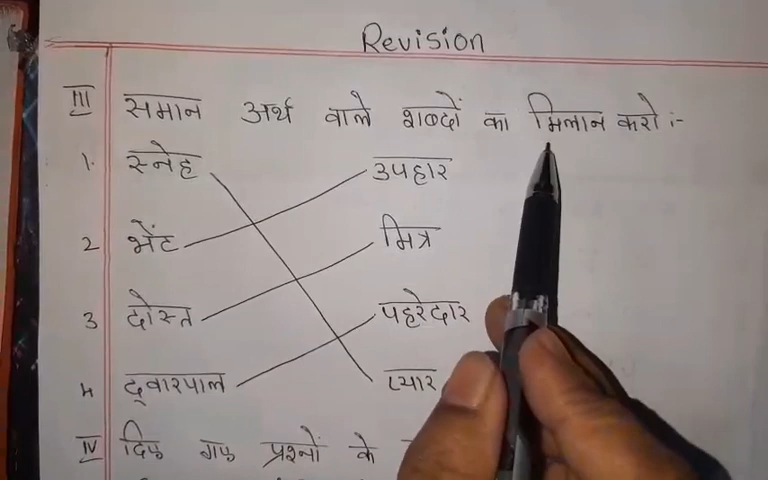 Revision
III समान अर्थ वाले शब्दों का मिलान करो :-
1. स्नेह उपहार
2 भेंट मित्र
3 दोस्त पहरेदार
4 द्वारपाल प्यार
IV दिए गए प्रश्नों के